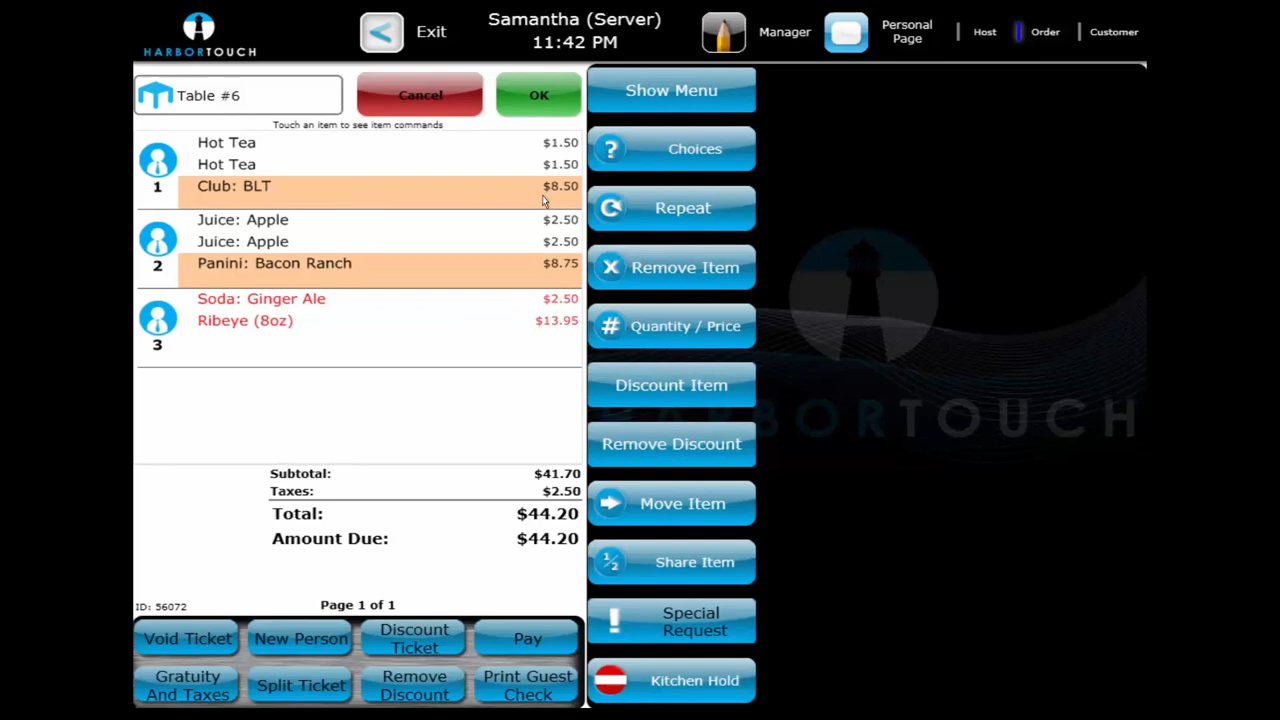 HARBORTOUCH
Exit
Samantha (Server)
11:42 PM
Manager
Personal
Page
Host
Order
Customer
Table #6
Cancel
OK
Touch an item to see item commands
Hot Tea $1.50
Hot Tea $1.50
Club: BLT $8.50
1
Juice: Apple $2.50
Juice: Apple $2.50
Panini: Bacon Ranch $8.75
2
Soda: Ginger Ale $2.50
Ribeye (8oz) $13.95
3
Subtotal: $41.70
Taxes: $2.50
Total: $44.20
Amount Due: $44.20
ID: 56072
Page 1 of 1
Void Ticket
New Person
Discount
Ticket
Pay
Gratuity
And Taxes
Split Ticket
Remove
Discount
Print Guest
Check
Show Menu
? Choices
Repeat
X Remove Item
# Quantity / Price
Discount Item
Remove Discount
Move Item
1/2 Share Item
! Special
Request
Kitchen Hold
HARBORTOUCH